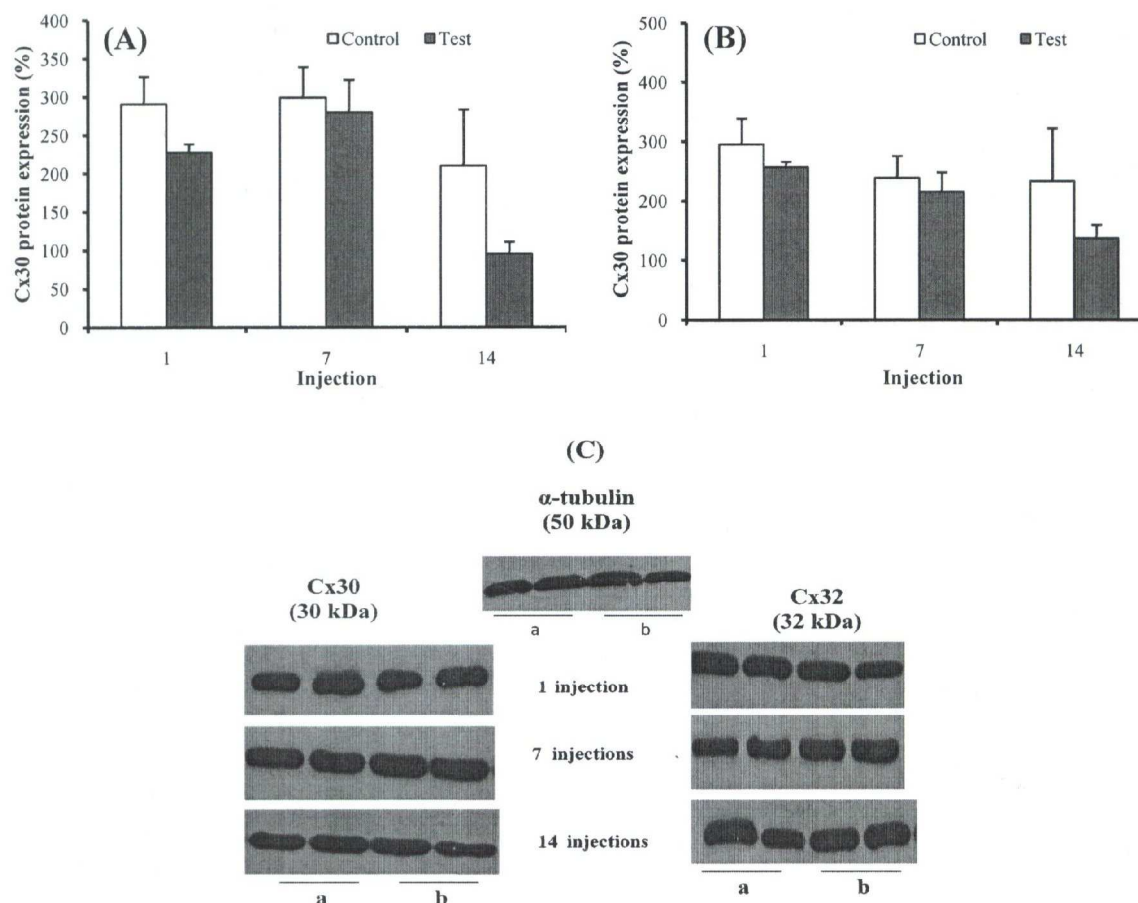 (A)
Control Test
Cx30 protein expression (%)
400
350
300
250
200
150
100
50
0
1 7 14
Injection
(B)
Control Test
Cx30 protein expression (%)
500
400
300
200
100
0
1 7 14
Injection
(C)
α-tubulin
(50 kDa)
a b
Cx30
(30 kDa)
Cx32
(32 kDa)
1 injection
7 injections
14 injections
a b
a b